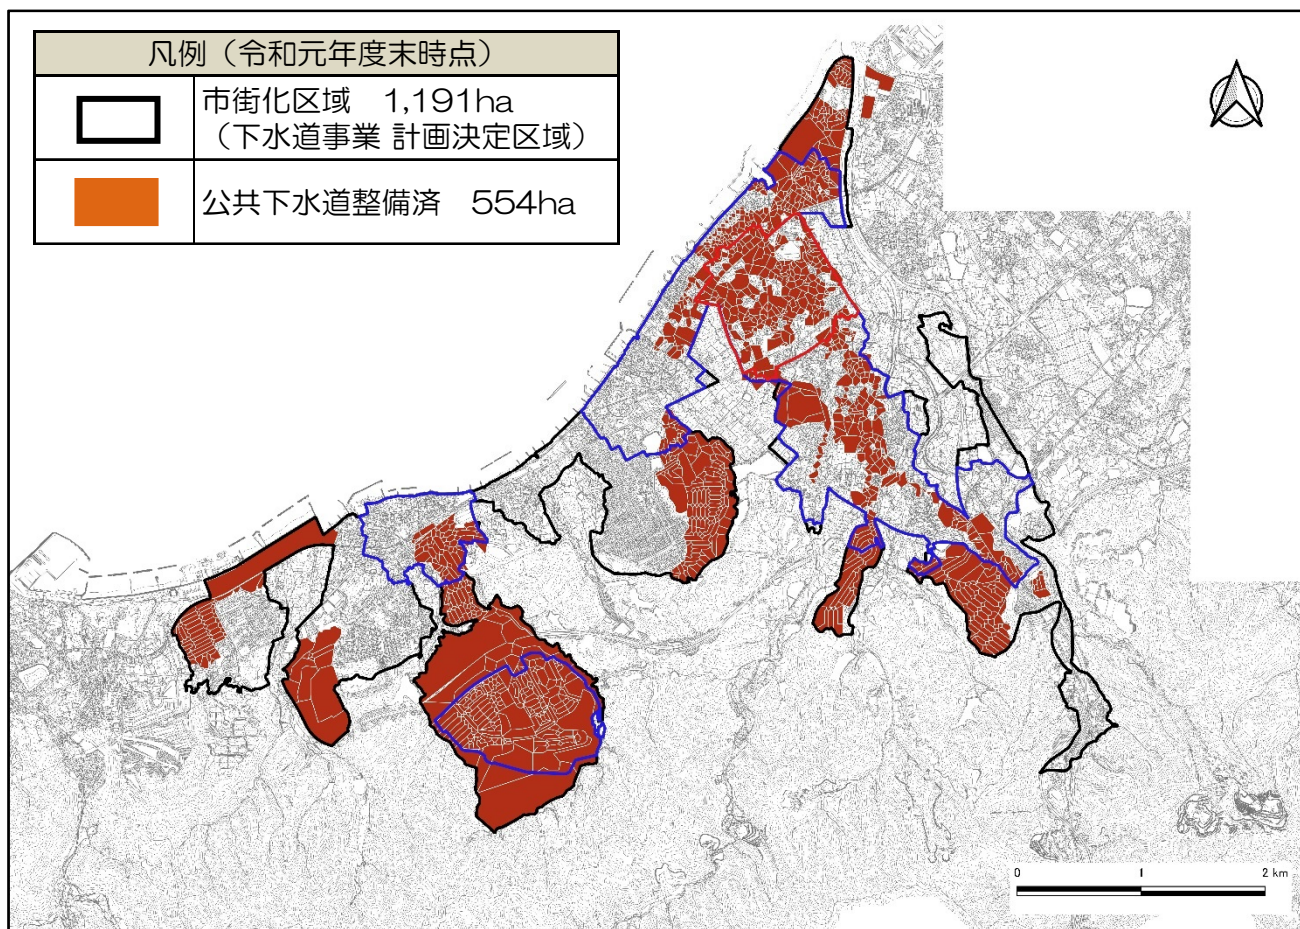 凡例（令和元年度末時点）
市街化区域　1,191ha
（下水道事業 計画決定区域）
公共下水道整備済　554ha
0 1 2 km